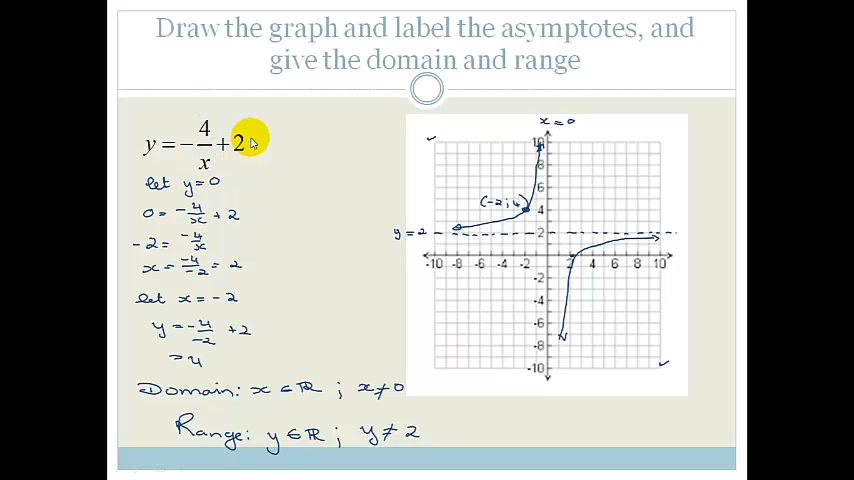 Draw the graph and label the asymptotes, and
give the domain and range
y = - 4/x + 2
let y=0
0 = -4/x + 2
-2 = -4/x
x = -4/-2 = 2
let x = -2
y = -4/-2 + 2
= 4
Domain: x ∈ ℝ ; x ≠ 0
Range: y ∈ ℝ ; y ≠ 2
x = 0
10
8
6
(-2;4) 4
y = 2 2
-10 -8 -6 -4 -2 2 4 6 8 10
-2
-4
-6
-8
-10